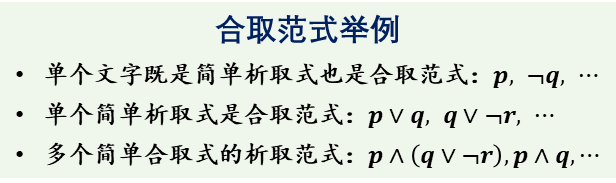 合取范式举例
• 单个文字既是简单析取式也是合取范式：p, ¬q, ⋯
• 单个简单析取式是合取范式：p ∨ q, q ∨ ¬r, ⋯
• 多个简单合取式的析取范式：p ∧ (q ∨ ¬r), p ∧ q, ⋯